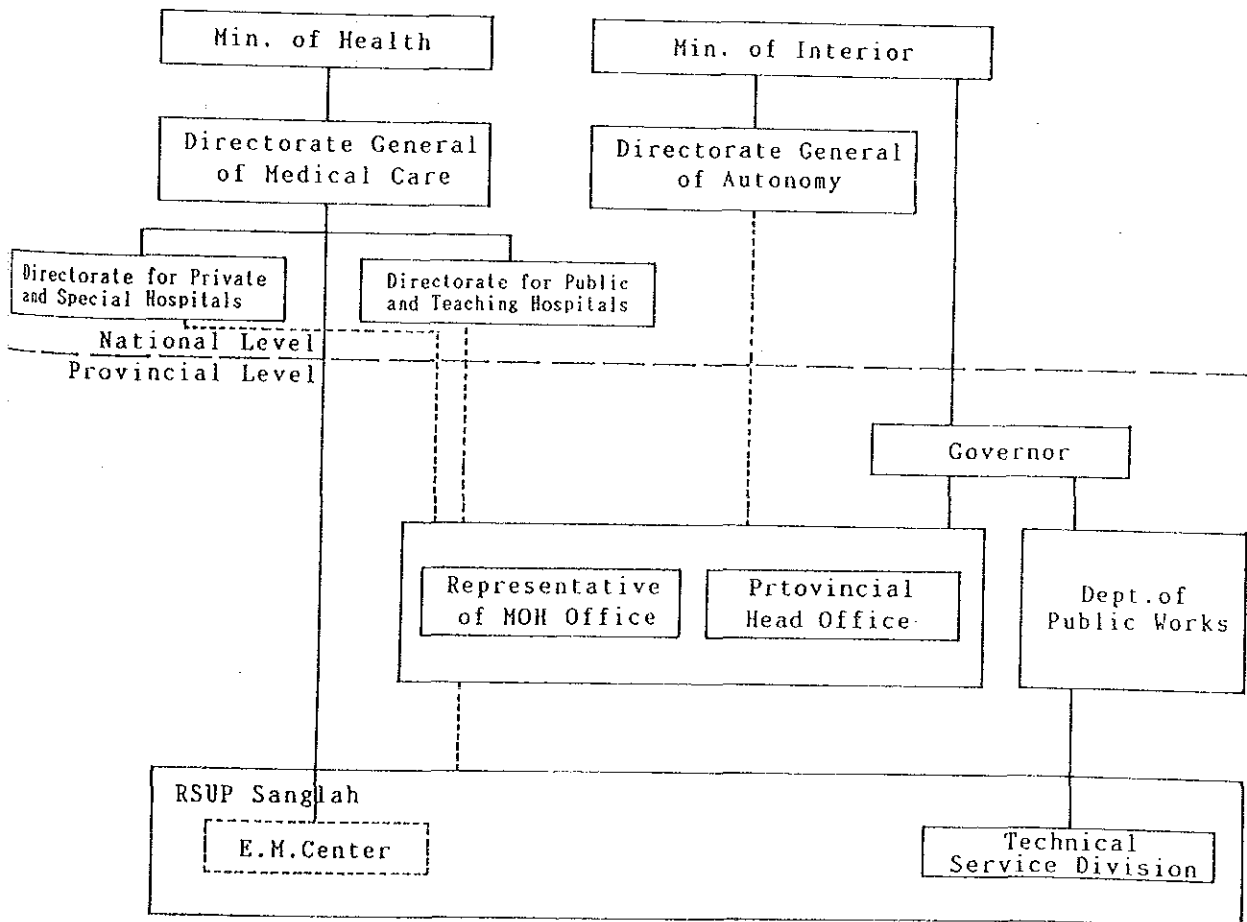 Min. of Health
Min. of Interior
Directorate General
of Medical Care
Directorate General
of Autonomy
Directorate for Private
and Special Hospitals
Directorate for Public
and Teaching Hospitals
National Level
Provincial Level
Governor
Representative
of MOH Office
Prtovincial
Head Office
Dept.of
Public Works
RSUP Sanglah
E.M.Center
Technical
Service Division